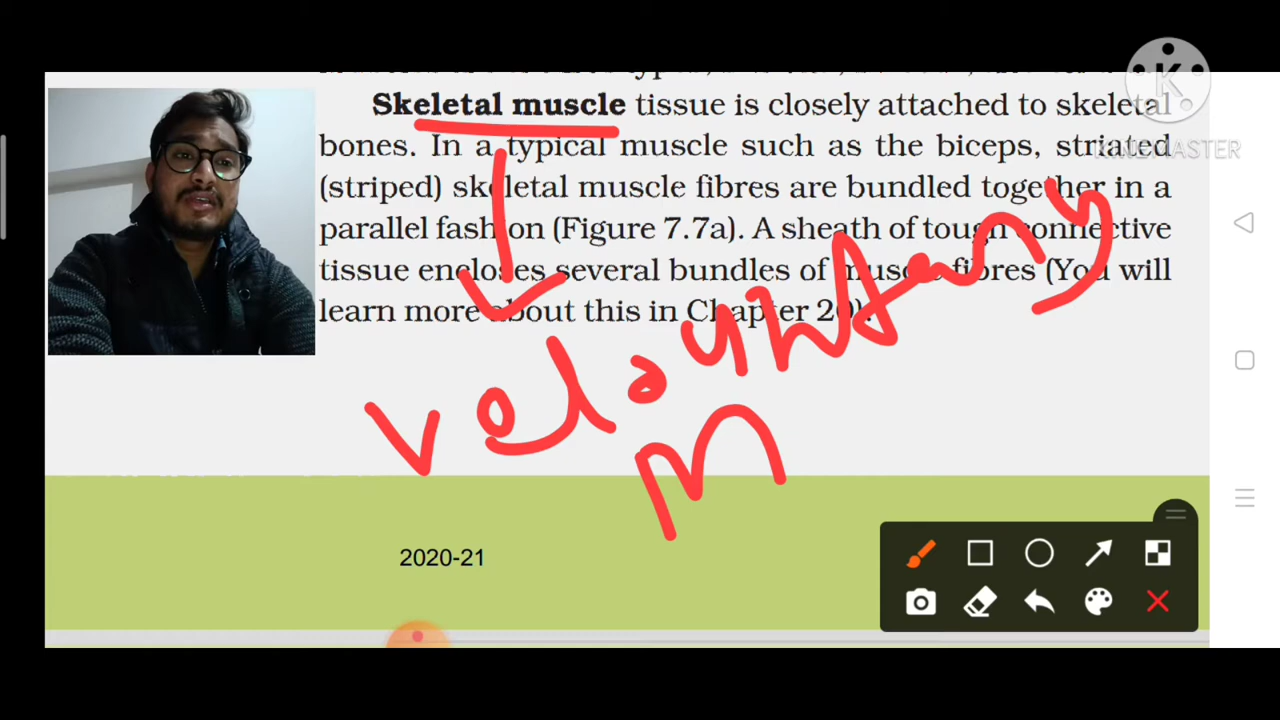 Skeletal muscle tissue is closely attached to skeletal
KINEMASTER
bones. In a typical muscle such as the biceps, striated
(striped) skeletal muscle fibres are bundled together in a
parallel fashion (Figure 7.7a). A sheath of tough connective
tissue encloses several bundles of muscle fibres (You will
learn more about this in Chapter 20).
velountary
M
2020-21